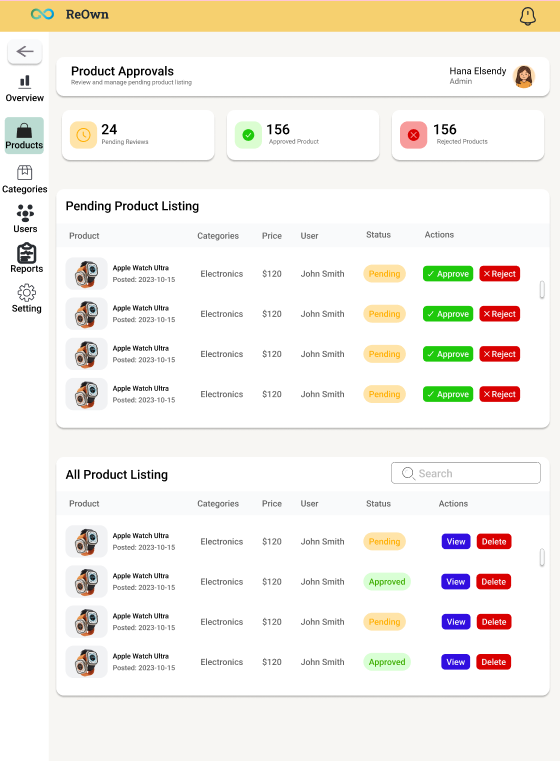 ReOwn
Product Approvals
Review and manage pending product listing
Hana Elsendy
Admin
Overview
Products
Categories
Users
Reports
Setting
24
Pending Reviews
156
Approved Product
156
Rejected Products
Pending Product Listing
Product Categories Price User Status Actions
Apple Watch Ultra
Posted: 2023-10-15
Electronics $120 John Smith Pending Approve Reject
Apple Watch Ultra
Posted: 2023-10-15
Electronics $120 John Smith Pending Approve Reject
Apple Watch Ultra
Posted: 2023-10-15
Electronics $120 John Smith Pending Approve Reject
Apple Watch Ultra
Posted: 2023-10-15
Electronics $120 John Smith Pending Approve Reject
All Product Listing
Search
Product Categories Price User Status Actions
Apple Watch Ultra
Posted: 2023-10-15
Electronics $120 John Smith Pending View Delete
Apple Watch Ultra
Posted: 2023-10-15
Electronics $120 John Smith Approved View Delete
Apple Watch Ultra
Posted: 2023-10-15
Electronics $120 John Smith Pending View Delete
Apple Watch Ultra
Posted: 2023-10-15
Electronics $120 John Smith Approved View Delete